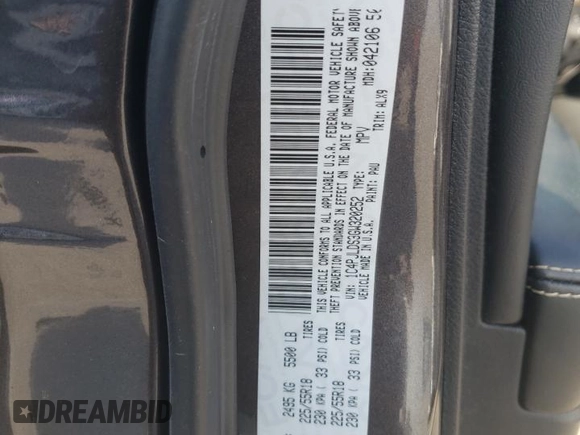 2495 KG 5500 LB
225/55R18 TIRES
230 KPA ( 33 PSI) COLD
225/55R18 TIRES
230 KPA ( 33 PSI) COLD
THIS VEHICLE CONFORMS TO ALL APPLICABLE U.S.A. FEDERAL MOTOR VEHICLE SAFETY
THEFT PREVENTION STANDARDS IN EFFECT ON THE DATE OF MANUFACTURE SHOWN ABOVE
VIN: 1C4PJLDS3GW320252 TYPE: MPV MDH: 042106
MADE IN U.S.A. PAINT: PAU TRIM: ALX9
DREAMBID